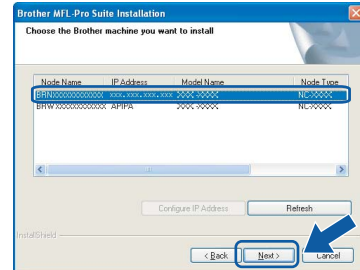 Brother MFL-Pro Suite Installation
Choose the Brother machine you want to install
Node Name IP Address Model Name Node Type
BRNXXXXXXXXXXXX xxx.xxx.xxx.xxx XXX-XXXX NC-XXXX
BRWXXXXXXXXXXXX APIPA XXX-XXXX NC-XXXX
Configure IP Address Refresh
InstallShield
< Back Next > Cancel